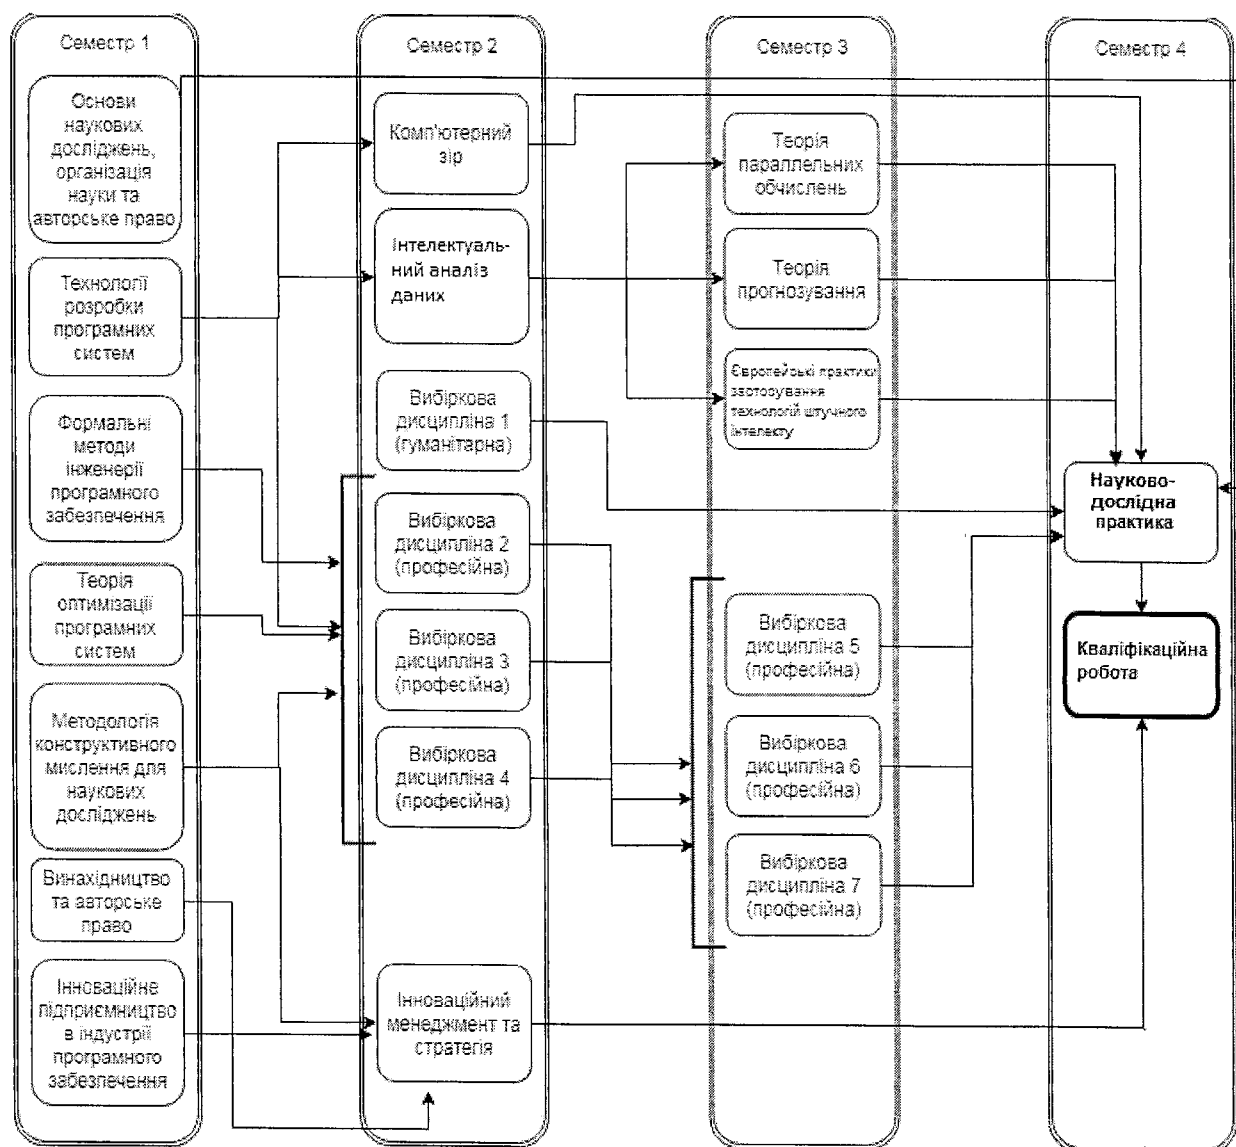 Семестр 1
Основи
наукових
досліджень,
організація
науки та
авторське право
Технології
розробки
програмних
систем
Формальні
методи
інженерії
програмного
забезпечення
Теорія
оптимізації
програмних
систем
Методологія
конструктивного
мислення для
наукових
досліджень
Винахідництво
та авторське
право
Інноваційне
підприємництво
в індустрії
програмного
забезпечення
Семестр 2
Комп'ютерний
зір
Інтелектуаль-
ний аналіз
даних
Вибіркова
дисципліна 1
(гуманітарна)
Вибіркова
дисципліна 2
(професійна)
Вибіркова
дисципліна 3
(професійна)
Вибіркова
дисципліна 4
(професійна)
Інноваційний
менеджмент та
стратегія
Семестр 3
Теорія
параллельних
обчислень
Теорія
прогнозування
Європейські практики
застосування
технологій штучного
інтелекту
Вибіркова
дисципліна 5
(професійна)
Вибіркова
дисципліна 6
(професійна)
Вибіркова
дисципліна 7
(професійна)
Семестр 4
Науково-
дослідна
практика
Кваліфікаційна
робота